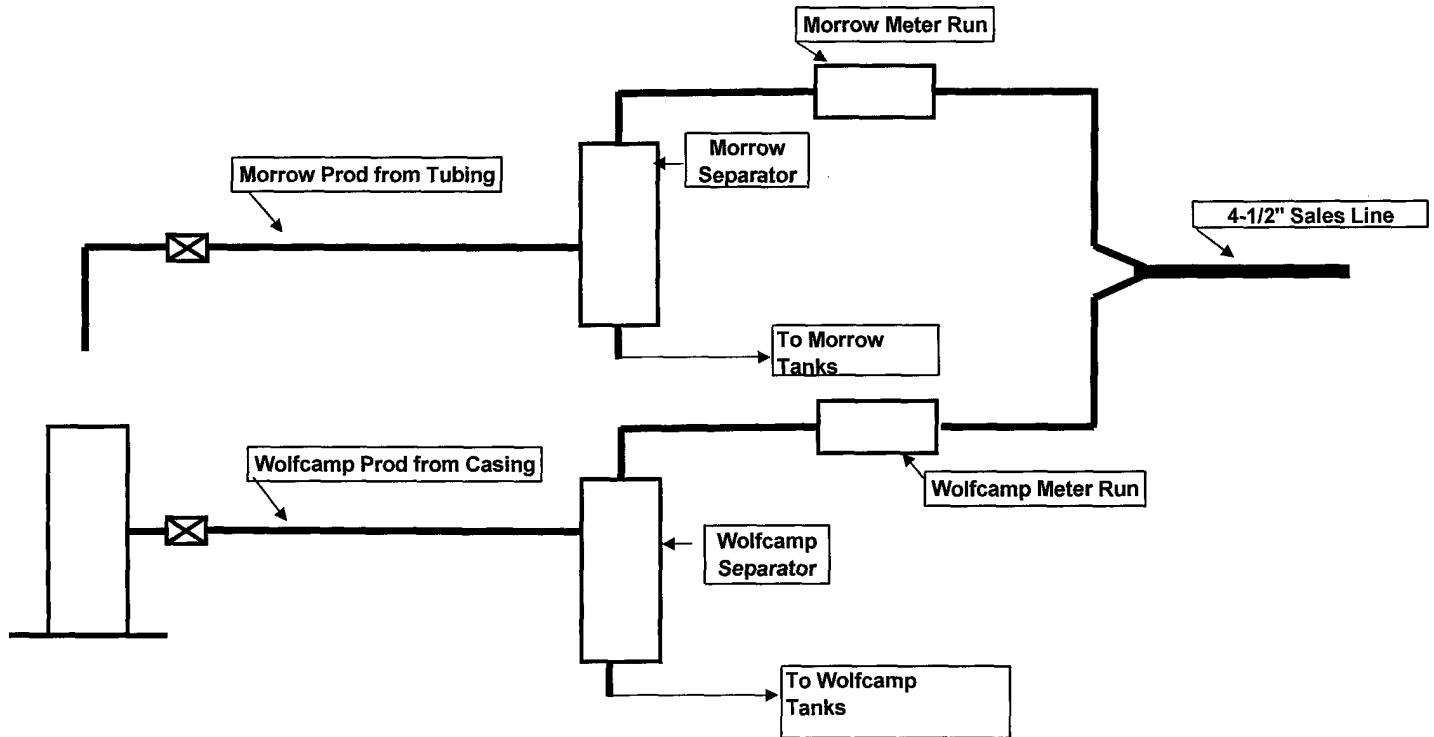 Morrow Meter Run
Morrow
Separator
Morrow Prod from Tubing
4-1/2" Sales Line
To Morrow
Tanks
Wolfcamp Prod from Casing
Wolfcamp Meter Run
Wolfcamp
Separator
To Wolfcamp
Tanks